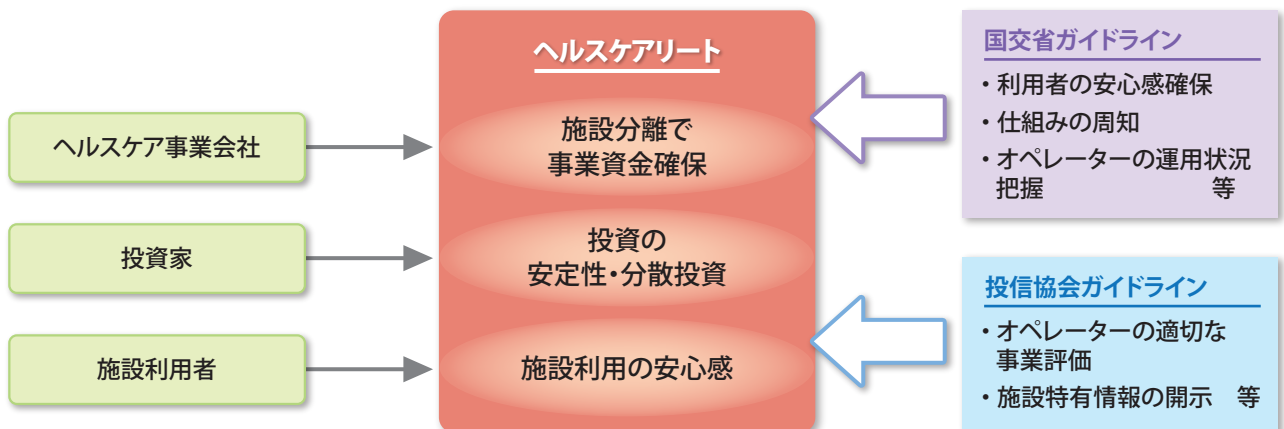 ヘルスケア事業会社
投資家
施設利用者
ヘルスケアリート
施設分離で
事業資金確保
投資の
安定性・分散投資
施設利用の安心感
国交省ガイドライン
・利用者の安心感確保
・仕組みの周知
・オペレーターの運用状況
把握 等
投信協会ガイドライン
・オペレーターの適切な
事業評価
・施設特有情報の開示 等